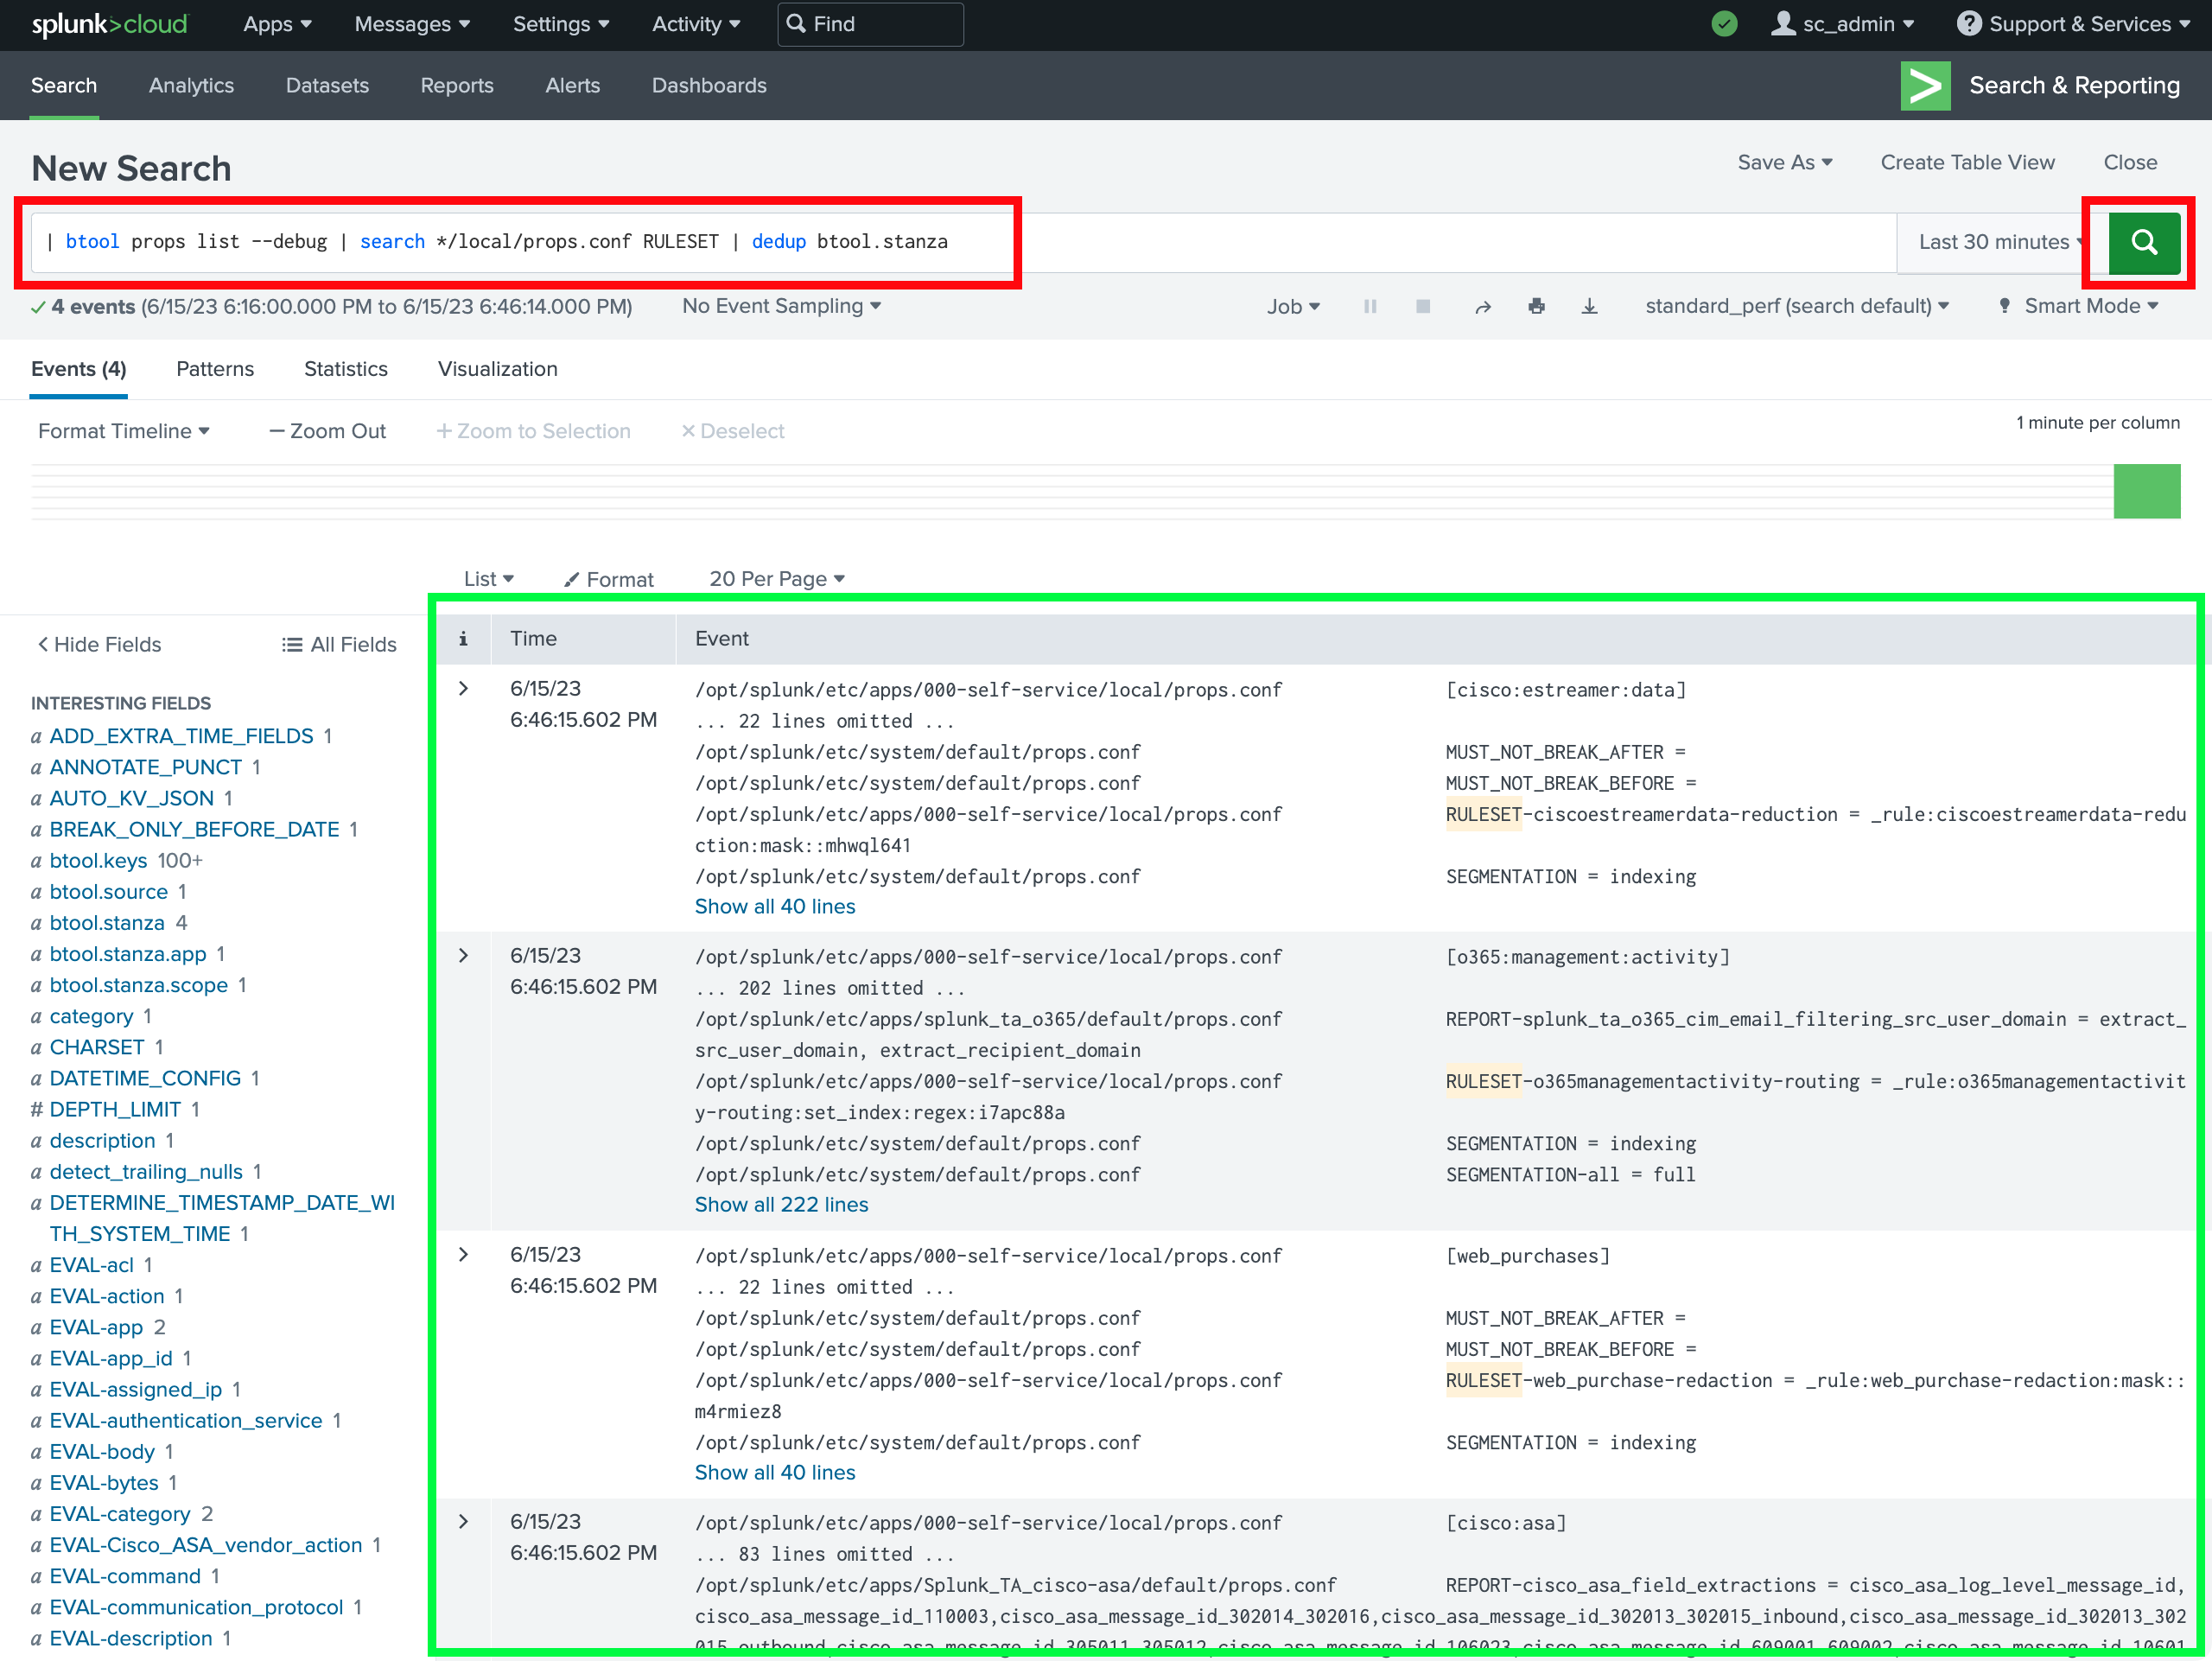 splunk>cloud Apps Messages Settings Activity Find sc_admin Support & Services
Search Analytics Datasets Reports Alerts Dashboards Search & Reporting
New Search
Save As Create Table View Close
| btool props list --debug | search */local/props.conf RULESET | dedup btool.stanza
Last 30 minutes
4 events (6/15/23 6:16:00.000 PM to 6/15/23 6:46:14.000 PM) No Event Sampling Job standard_perf (search default) Smart Mode
Events (4) Patterns Statistics Visualization
Format Timeline — Zoom Out + Zoom to Selection × Deselect
1 minute per column
List Format 20 Per Page
Hide Fields All Fields
INTERESTING FIELDS
a ADD_EXTRA_TIME_FIELDS 1
a ANNOTATE_PUNCT 1
a AUTO_KV_JSON 1
a BREAK_ONLY_BEFORE_DATE 1
a btool.keys 100+
a btool.source 1
a btool.stanza 4
a btool.stanza.app 1
a btool.stanza.scope 1
a category 1
a CHARSET 1
a DATETIME_CONFIG 1
# DEPTH_LIMIT 1
a description 1
a detect_trailing_nulls 1
a DETERMINE_TIMESTAMP_DATE_WI
TH_SYSTEM_TIME 1
a EVAL-acl 1
a EVAL-action 1
a EVAL-app 2
a EVAL-app_id 1
a EVAL-assigned_ip 1
a EVAL-authentication_service 1
a EVAL-body 1
a EVAL-bytes 1
a EVAL-category 2
a EVAL-Cisco_ASA_vendor_action 1
a EVAL-command 1
a EVAL-communication_protocol 1
a EVAL-description 1
i Time Event
6/15/23
6:46:15.602 PM
/opt/splunk/etc/apps/000-self-service/local/props.conf [cisco:estreamer:data]
... 22 lines omitted ...
/opt/splunk/etc/system/default/props.conf MUST_NOT_BREAK_AFTER =
/opt/splunk/etc/system/default/props.conf MUST_NOT_BREAK_BEFORE =
/opt/splunk/etc/apps/000-self-service/local/props.conf RULESET-ciscoestreamerdata-reduction = _rule:ciscoestreamerdata-redu
ction:mask::mhwql641
/opt/splunk/etc/system/default/props.conf SEGMENTATION = indexing
Show all 40 lines
6/15/23
6:46:15.602 PM
/opt/splunk/etc/apps/000-self-service/local/props.conf [o365:management:activity]
... 202 lines omitted ...
/opt/splunk/etc/apps/splunk_ta_o365/default/props.conf REPORT-splunk_ta_o365_cim_email_filtering_src_user_domain = extract_
src_user_domain, extract_recipient_domain
/opt/splunk/etc/apps/000-self-service/local/props.conf RULESET-o365managementactivity-routing = _rule:o365managementactivit
y-routing:set_index:regex:i7apc88a
/opt/splunk/etc/system/default/props.conf SEGMENTATION = indexing
/opt/splunk/etc/system/default/props.conf SEGMENTATION-all = full
Show all 222 lines
6/15/23
6:46:15.602 PM
/opt/splunk/etc/apps/000-self-service/local/props.conf [web_purchases]
... 22 lines omitted ...
/opt/splunk/etc/system/default/props.conf MUST_NOT_BREAK_AFTER =
/opt/splunk/etc/system/default/props.conf MUST_NOT_BREAK_BEFORE =
/opt/splunk/etc/apps/000-self-service/local/props.conf RULESET-web_purchase-redaction = _rule:web_purchase-redaction:mask::
m4rmiez8
/opt/splunk/etc/system/default/props.conf SEGMENTATION = indexing
Show all 40 lines
6/15/23
6:46:15.602 PM
/opt/splunk/etc/apps/000-self-service/local/props.conf [cisco:asa]
... 83 lines omitted ...
/opt/splunk/etc/apps/Splunk_TA_cisco-asa/default/props.conf REPORT-cisco_asa_field_extractions = cisco_asa_log_level_message_id,
cisco_asa_message_id_110003,cisco_asa_message_id_302014_302016,cisco_asa_message_id_302013_302015_inbound,cisco_asa_message_id_302013_302
015_outbound,cisco_asa_message_id_305011_305012,cisco_asa_message_id_106023,cisco_asa_message_id_609001_609002,cisco_asa_message_id_10601